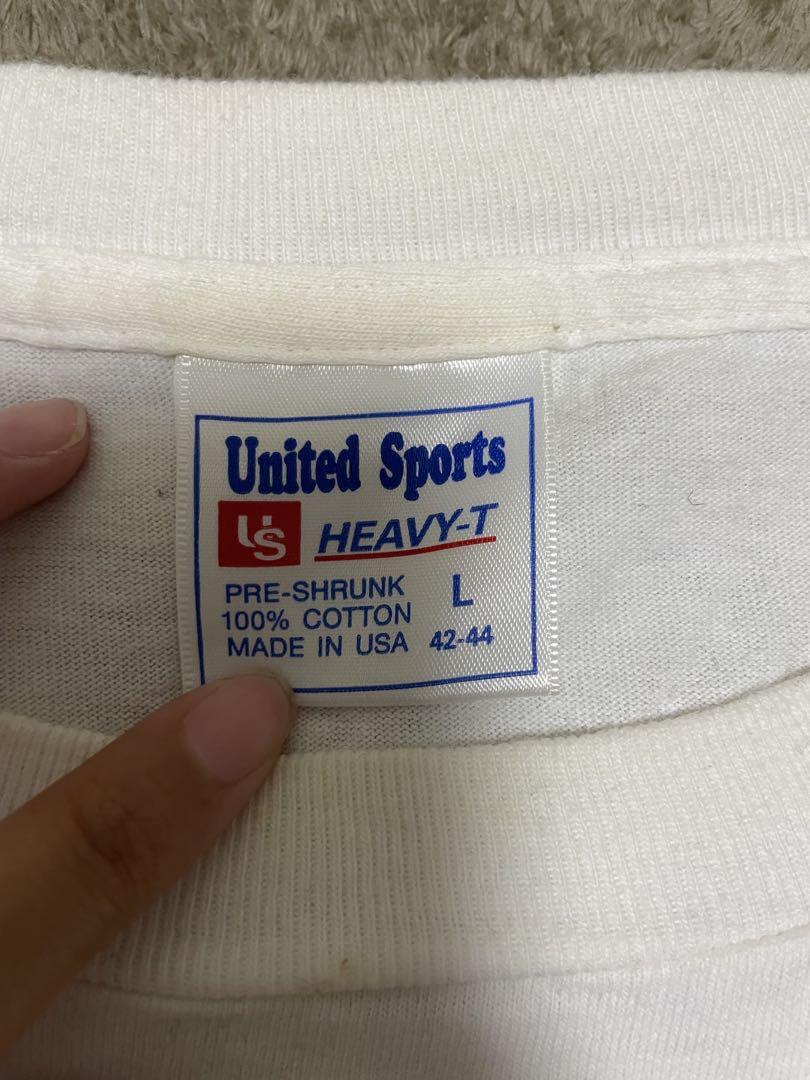 United Sports
US HEAVY-T
PRE-SHRUNK L
100% COTTON
MADE IN USA 42-44